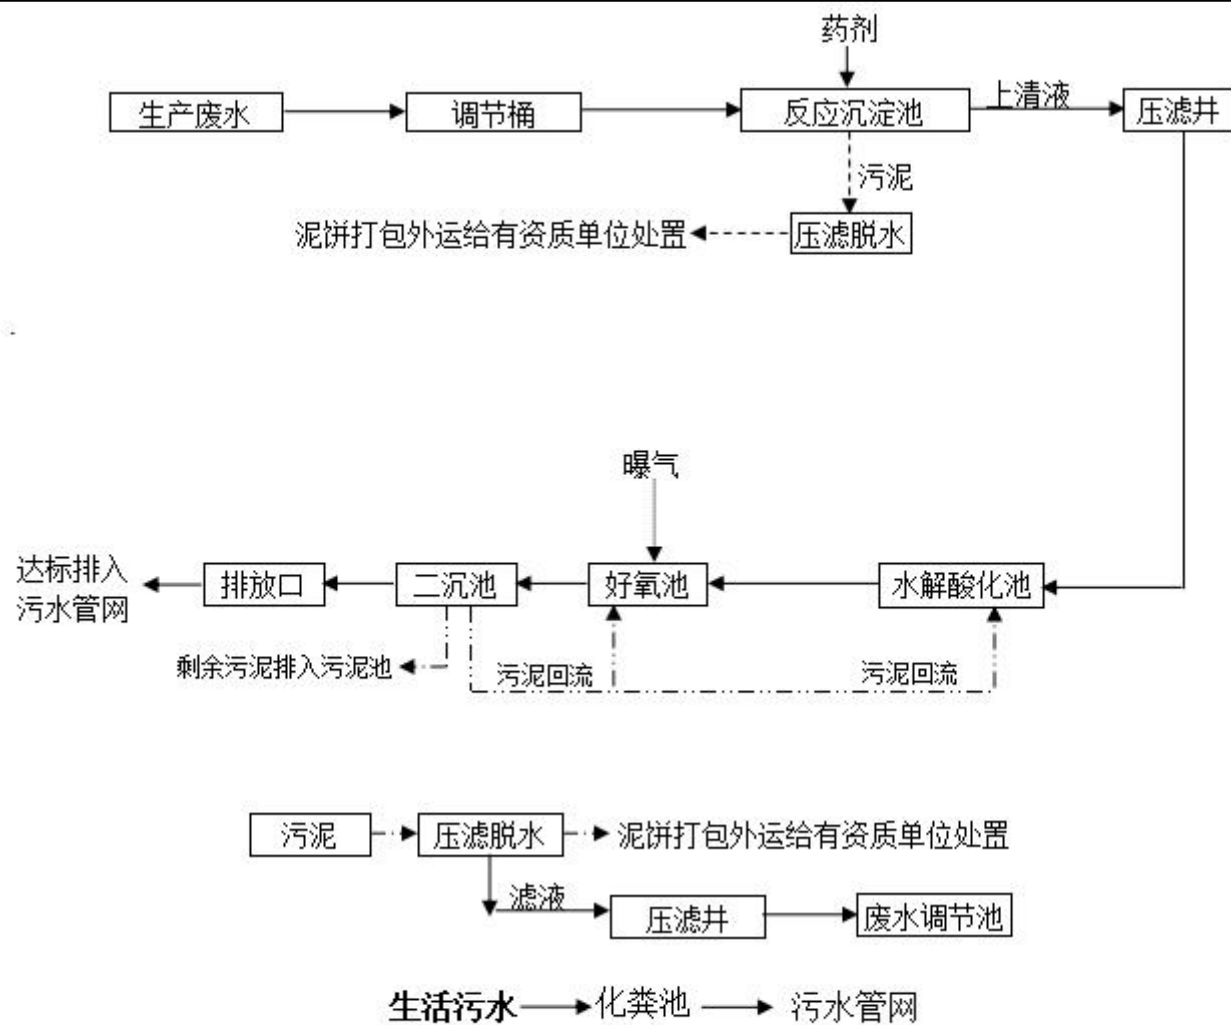 药剂
生产废水
调节桶
反应沉淀池
上清液
压滤井
污泥
泥饼打包外运给有资质单位处置
压滤脱水
曝气
达标排入
污水管网
排放口
二沉池
好氧池
水解酸化池
剩余污泥排入污泥池
污泥回流
污泥回流
污泥
压滤脱水
泥饼打包外运给有资质单位处置
滤液
压滤井
废水调节池
生活污水
化粪池
污水管网